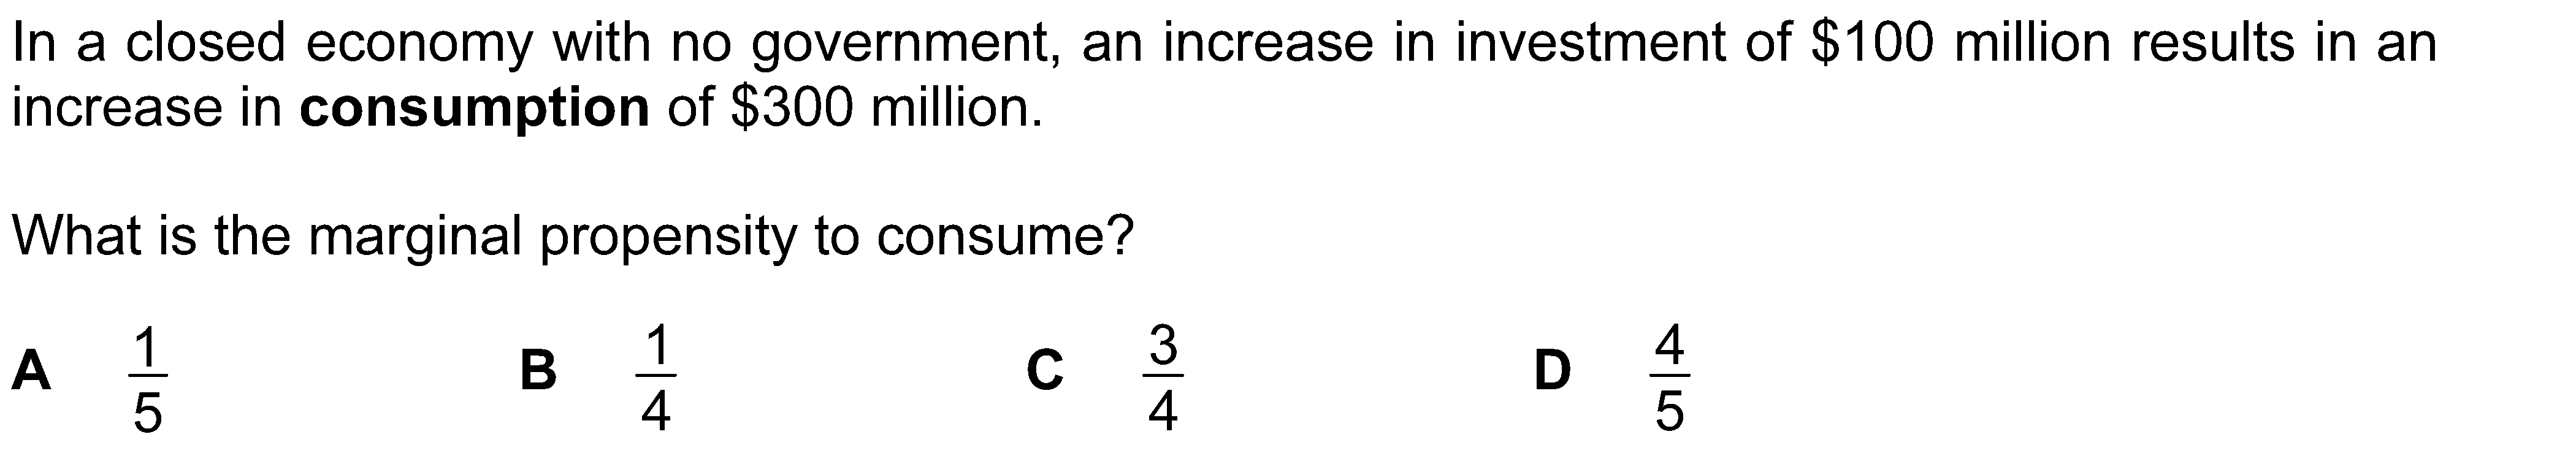 In a closed economy with no government, an increase in investment of $100 million results in an
increase in consumption of $300 million.
What is the marginal propensity to consume?
A 1/5 B 1/4 C 3/4 D 4/5